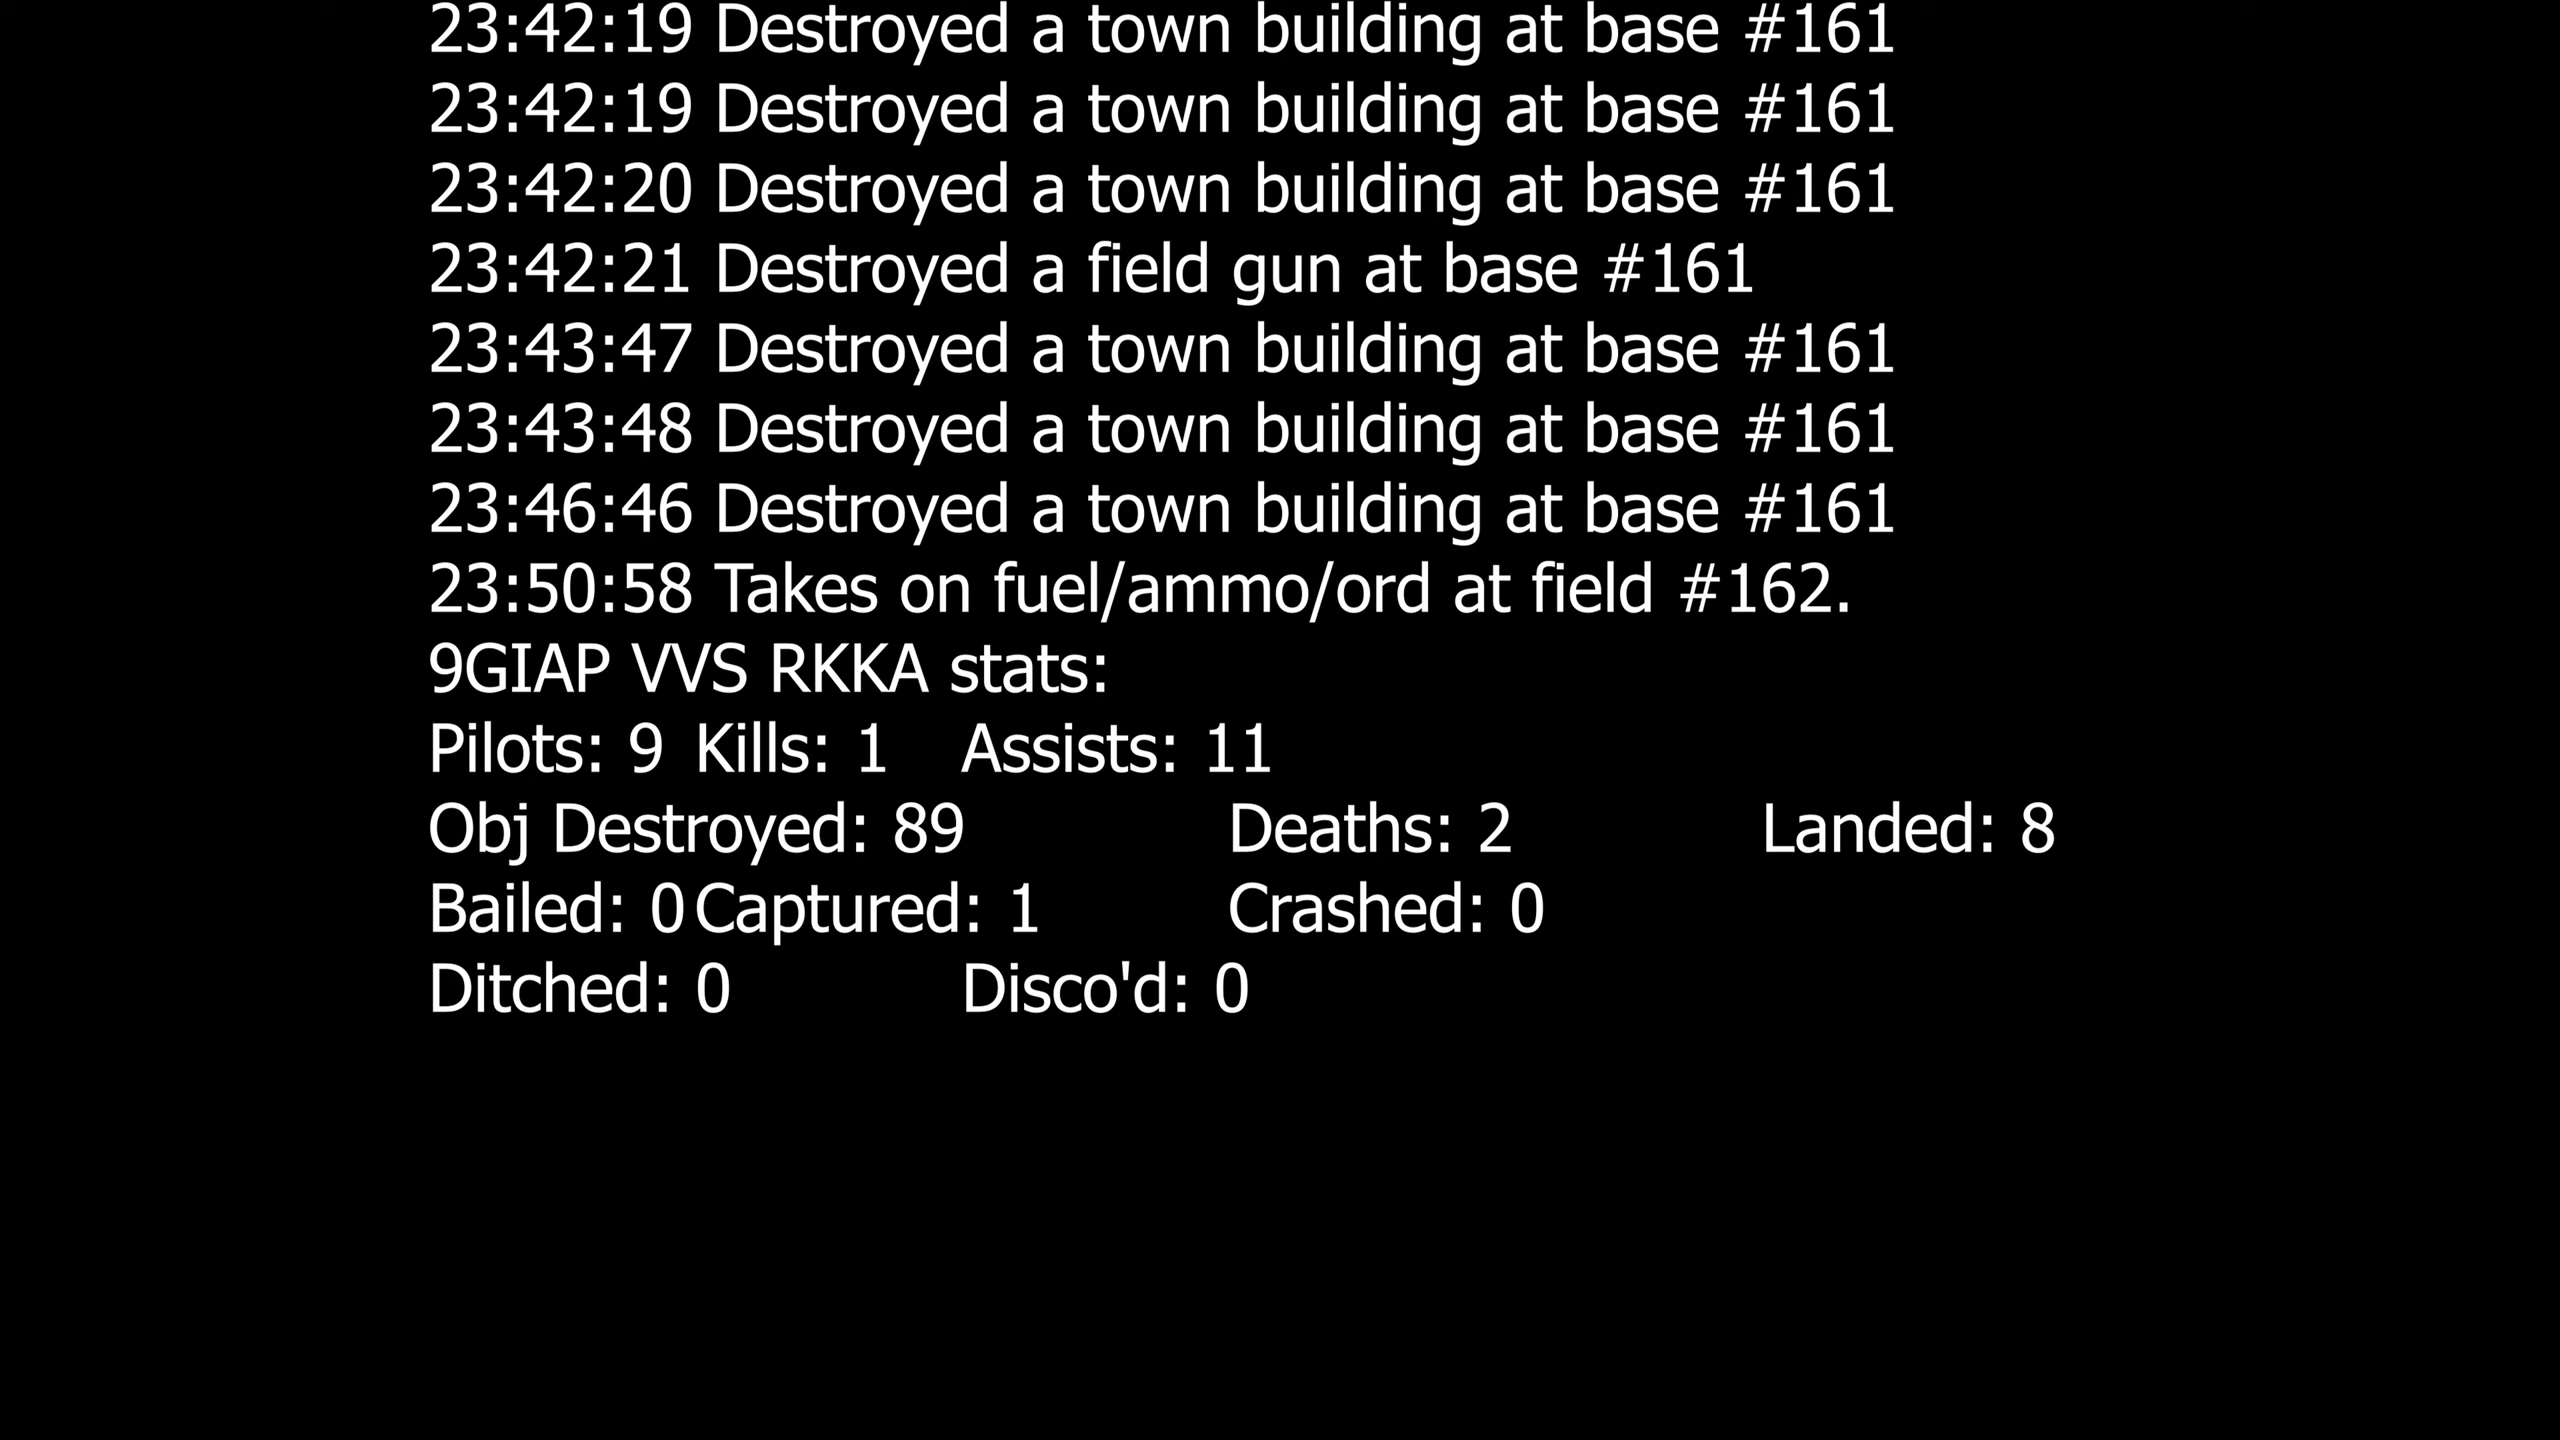 23:42:19 Destroyed a town building at base #161
23:42:19 Destroyed a town building at base #161
23:42:20 Destroyed a town building at base #161
23:42:21 Destroyed a field gun at base #161
23:43:47 Destroyed a town building at base #161
23:43:48 Destroyed a town building at base #161
23:46:46 Destroyed a town building at base #161
23:50:58 Takes on fuel/ammo/ord at field #162.
9GIAP VVS RKKA stats:
Pilots: 9 Kills: 1 Assists: 11
Obj Destroyed: 89 Deaths: 2 Landed: 8
Bailed: 0 Captured: 1 Crashed: 0
Ditched: 0 Disco'd: 0